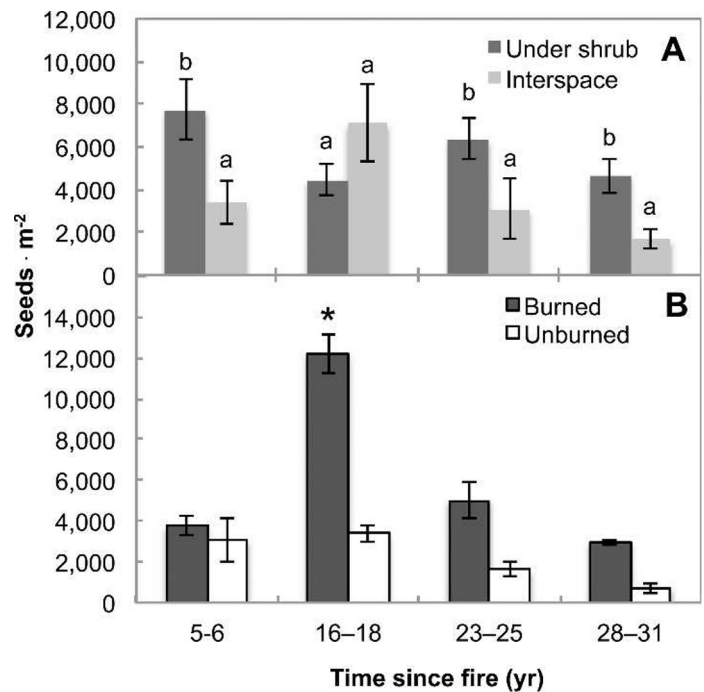 12,000
10,000
8,000
6,000
4,000
2,000
0
b
a
a
a
b
a
b
a
Under shrub
Interspace
A
Seeds · m-2
14,000
12,000
10,000
8,000
6,000
4,000
2,000
0
*
Burned
Unburned
B
5-6
16–18
23–25
28–31
Time since fire (yr)